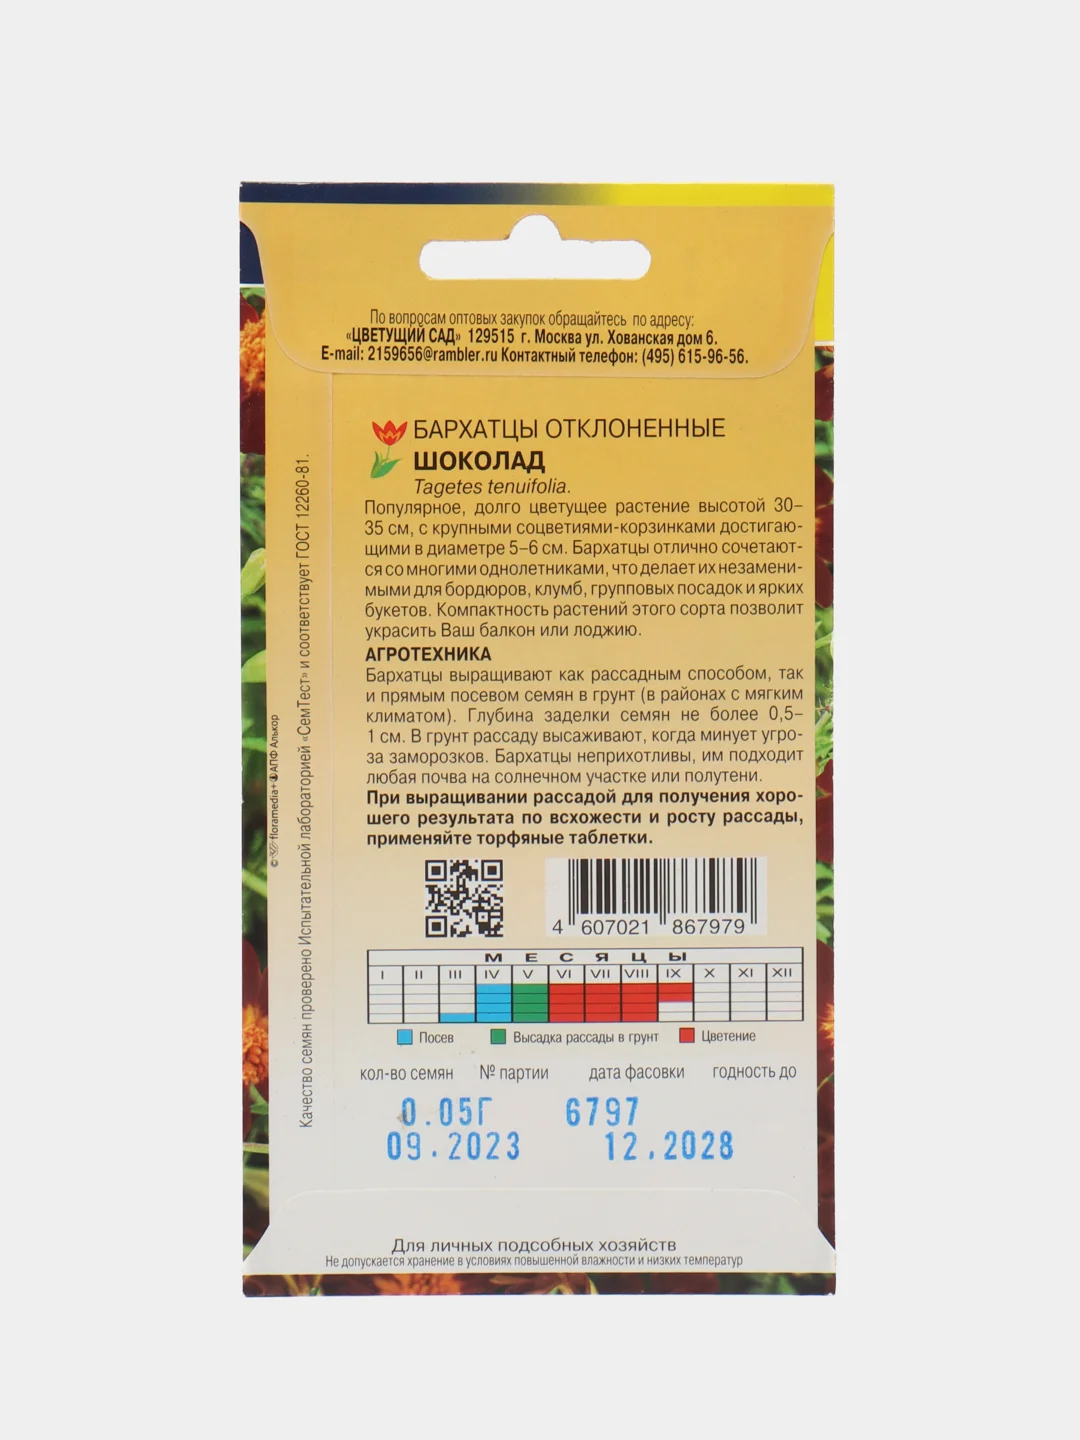 По вопросам оптовых закупок обращайтесь по адресу:
«ЦВЕТУЩИЙ САД» 129515 г. Москва ул. Хованская дом 6.
E-mail: 2159656@rambler.ru Контактный телефон: (495) 615-96-56.
БАРХАТЦЫ ОТКЛОНЕННЫЕ
ШОКОЛАД
Tagetes tenuifolia.
Популярное, долго цветущее растение высотой 30–
35 см, с крупными соцветиями-корзинками достигаю-
щими в диаметре 5–6 см. Бархатцы отлично сочетают-
ся со многими однолетниками, что делает их незамени-
мыми для бордюров, клумб, групповых посадок и ярких
букетов. Компактность растений этого сорта позволит
украсить Ваш балкон или лоджию.
АГРОТЕХНИКА
Бархатцы выращивают как рассадным способом, так
и прямым посевом семян в грунт (в районах с мягким
климатом). Глубина заделки семян не более 0,5–
1 см. В грунт рассаду высаживают, когда минует угро-
за заморозков. Бархатцы неприхотливы, им подходит
любая почва на солнечном участке или полутени.
При выращивании рассадой для получения хоро-
шего результата по всхожести и росту рассады,
применяйте торфяные таблетки.
4 607021 867979
МЕСЯЦЫ
I II III IV V VI VII VIII IX X XI XII
Посев Высадка рассады в грунт Цветение
кол-во семян № партии дата фасовки годность до
0.05Г 6797
09.2023 12.2028
Для личных подсобных хозяйств
Не допускается хранение в условиях повышенной влажности и низких температур
Качество семян проверено Испытательной лабораторией «СемТест» и соответствует ГОСТ 12260-81.
© floramedia+ АПФ Алькор